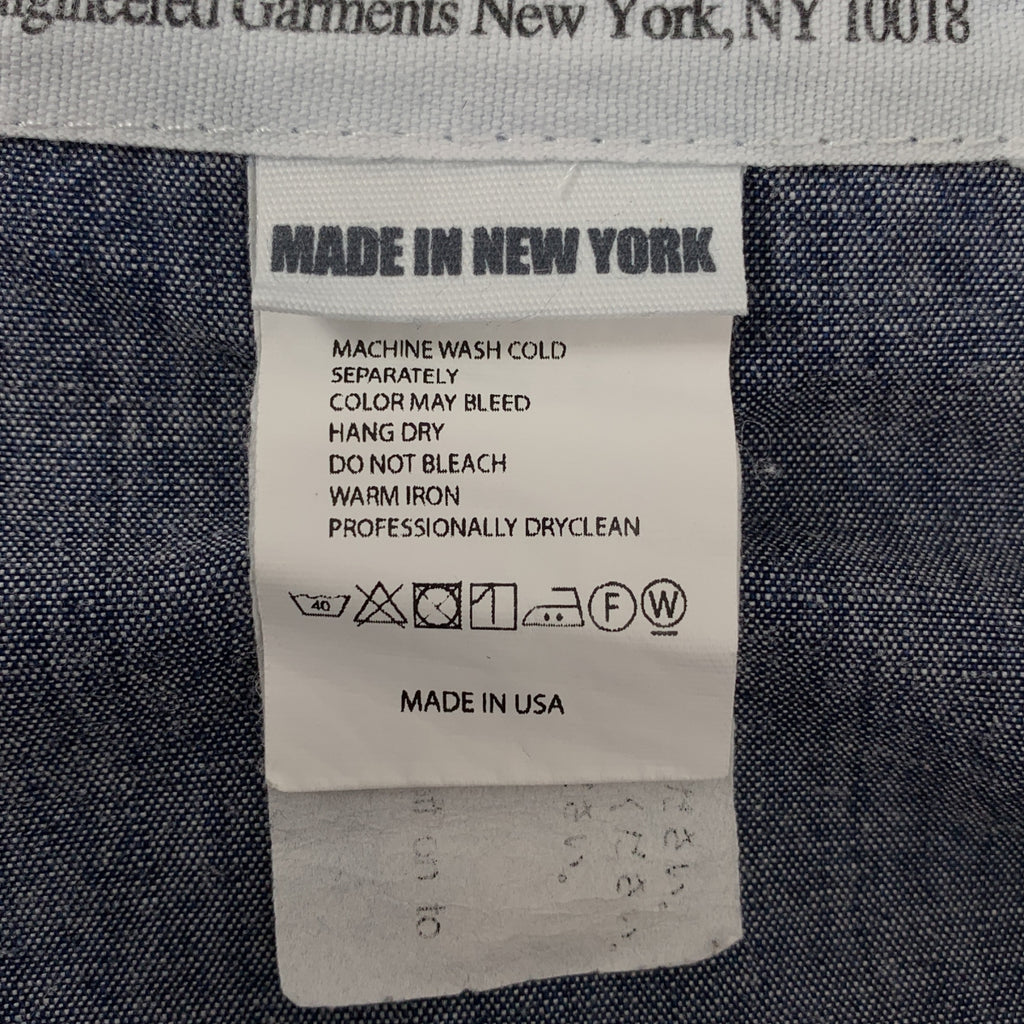 Garments New York, NY 10018
MADE IN NEW YORK
MACHINE WASH COLD
SEPARATELY
COLOR MAY BLEED
HANG DRY
DO NOT BLEACH
WARM IRON
PROFESSIONALLY DRYCLEAN
40 1 F W
MADE IN USA